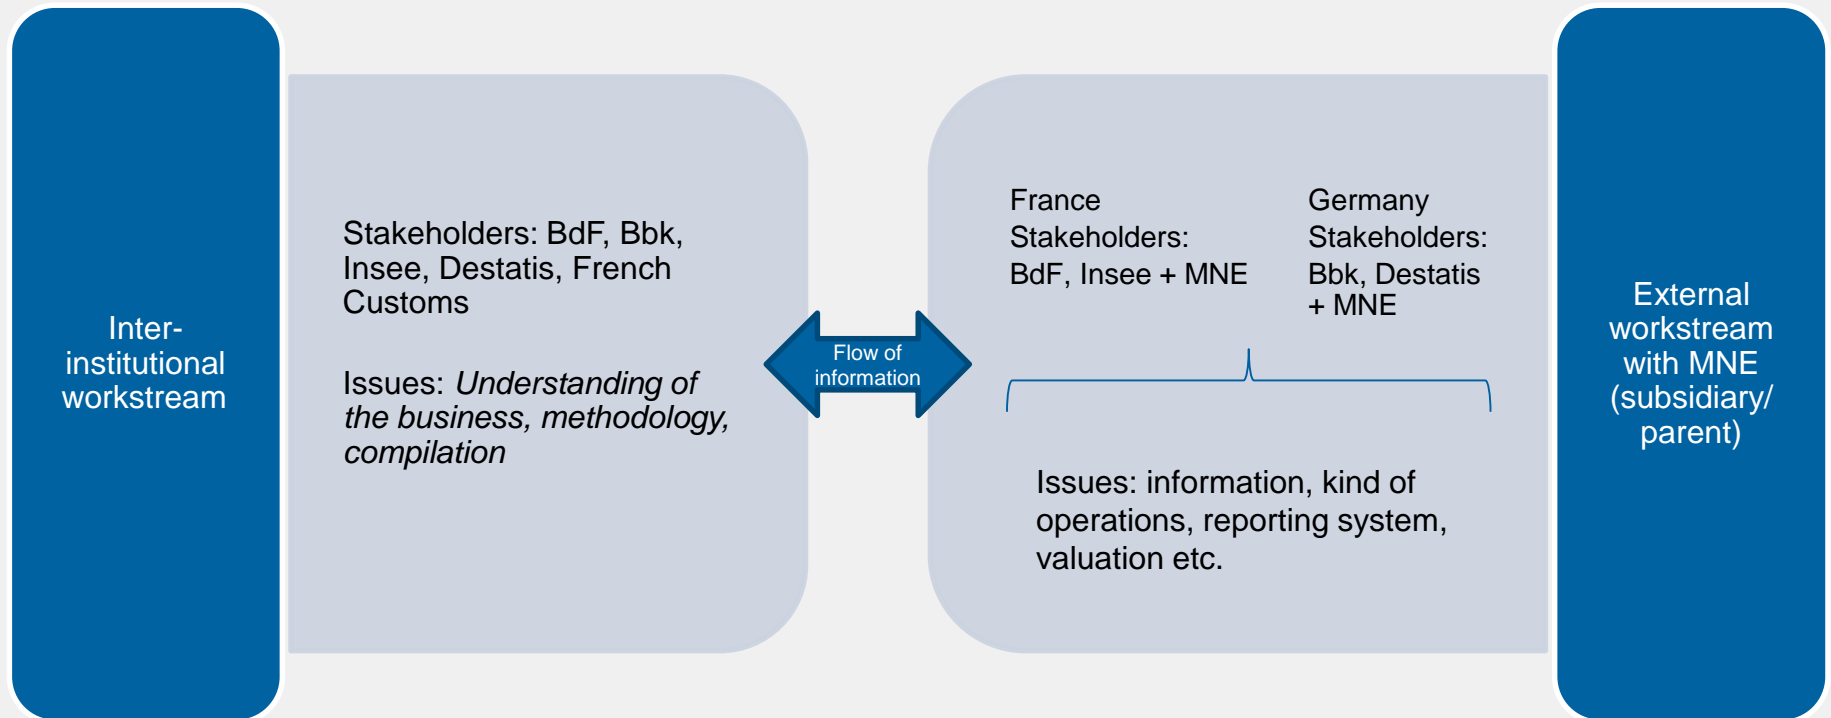 Inter-
institutional
workstream
Stakeholders: BdF, Bbk,
Insee, Destatis, French
Customs
Issues: Understanding of
the business, methodology,
compilation
Flow of
information
France
Stakeholders:
BdF, Insee + MNE
Germany
Stakeholders:
Bbk, Destatis
+ MNE
Issues: information, kind of
operations, reporting system,
valuation etc.
External
workstream
with MNE
(subsidiary/
parent)